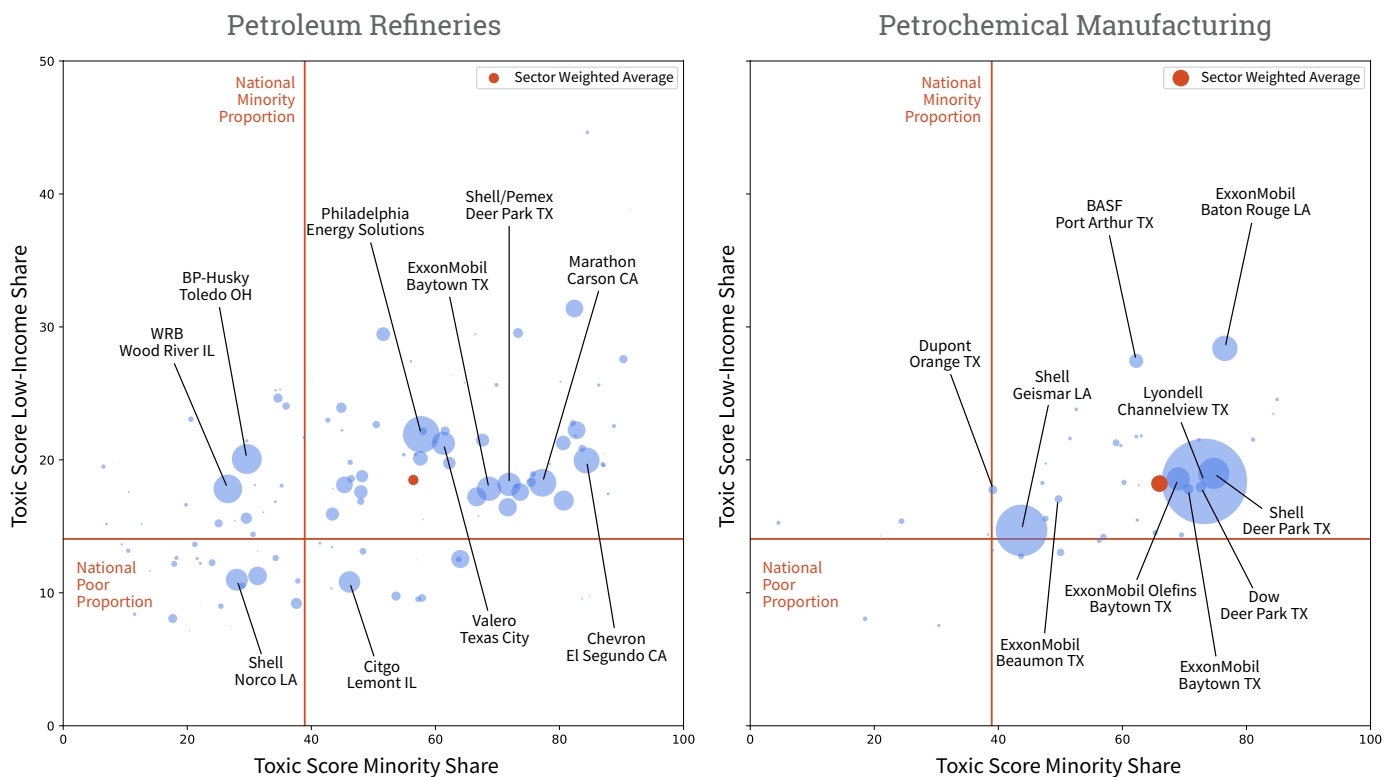 Petroleum Refineries
Petrochemical Manufacturing
50
40
30
20
10
0
Toxic Score Low-Income Share
National
Minority
Proportion
Sector Weighted Average
Shell/Pemex
Deer Park TX
Philadelphia
Energy Solutions
ExxonMobil
Baytown TX
Marathon
Carson CA
BP-Husky
Toledo OH
WRB
Wood River IL
National
Poor
Proportion
Shell
Norco LA
Citgo
Lemont IL
Valero
Texas City
Chevron
El Segundo CA
0
20
40
60
80
100
Toxic Score Minority Share
Toxic Score Low-Income Share
National
Minority
Proportion
Sector Weighted Average
BASF
Port Arthur TX
ExxonMobil
Baton Rouge LA
Dupont
Orange TX
Shell
Geismar LA
Lyondell
Channelview TX
Shell
Deer Park TX
National
Poor
Proportion
ExxonMobil Olefins
Baytown TX
Dow
Deer Park TX
ExxonMobil
Beaumon TX
ExxonMobil
Baytown TX
0
20
40
60
80
100
Toxic Score Minority Share